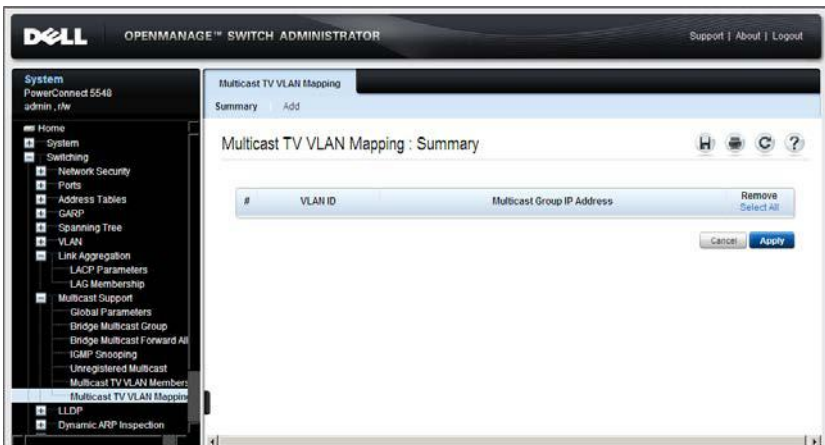 DELL
OPENMANAGE™ SWITCH ADMINISTRATOR
Support | About | Logout
System
PowerConnect 5548
admin , r/w
Home
System
Switching
Network Security
Ports
Address Tables
GARP
Spanning Tree
VLAN
Link Aggregation
LACP Parameters
LAG Membership
Multicast Support
Global Parameters
Bridge Multicast Group
Bridge Multicast Forward All
IGMP Snooping
Unregistered Multicast
Multicast TV VLAN Members
Multicast TV VLAN Mappin
LLDP
Dynamic ARP Inspection
Multicast TV VLAN Mapping
Summary Add
Multicast TV VLAN Mapping : Summary
H C ?
# VLAN ID Multicast Group IP Address Remove
Select All
Cancel Apply